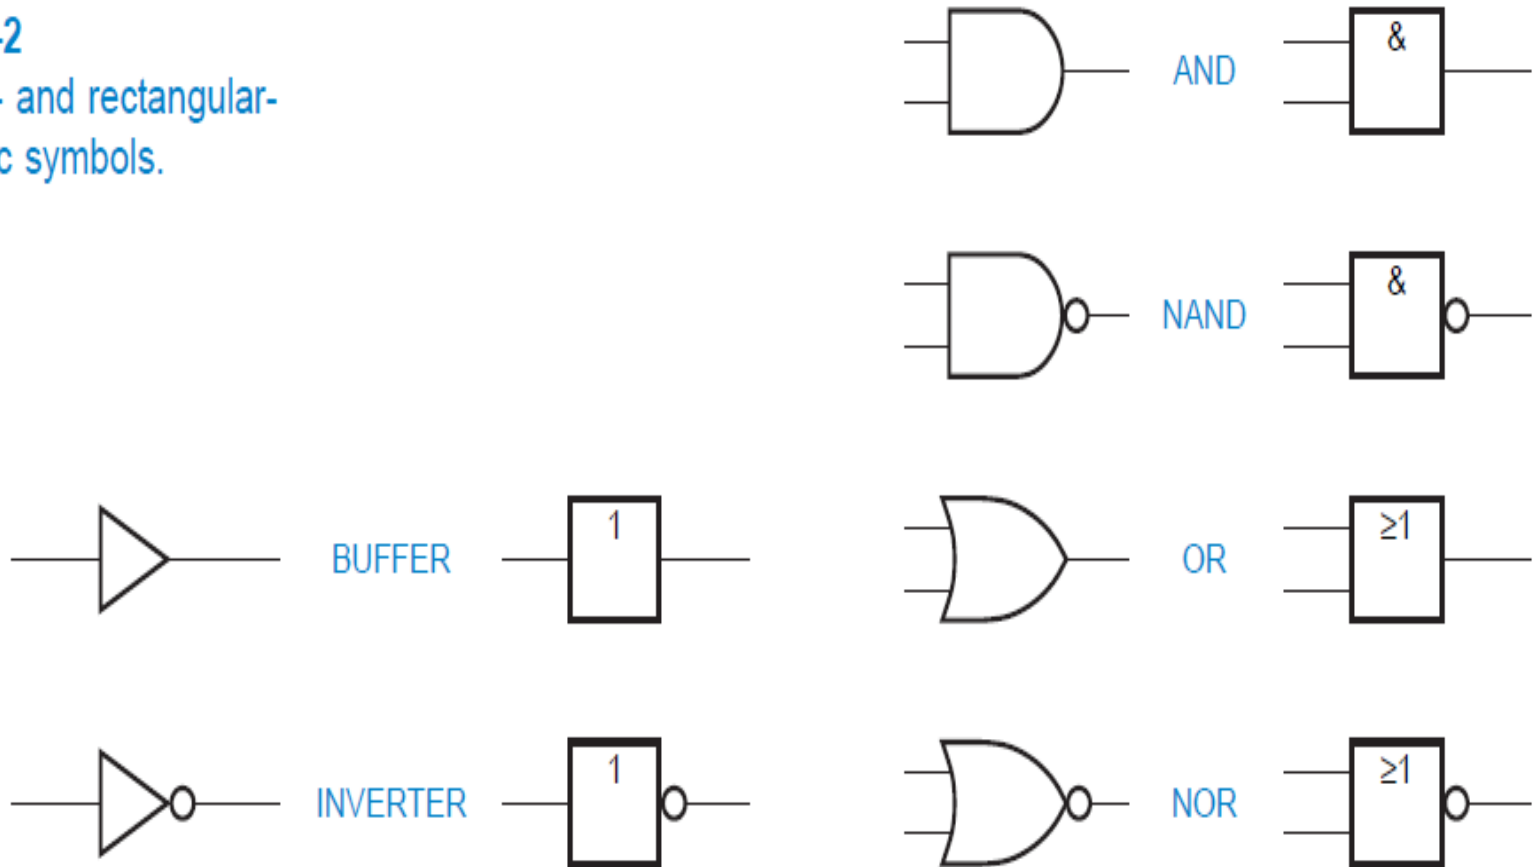 -2
- and rectangular-
c symbols.
AND &
& NAND
BUFFER 1
OR ≥1
INVERTER 1
NOR ≥1